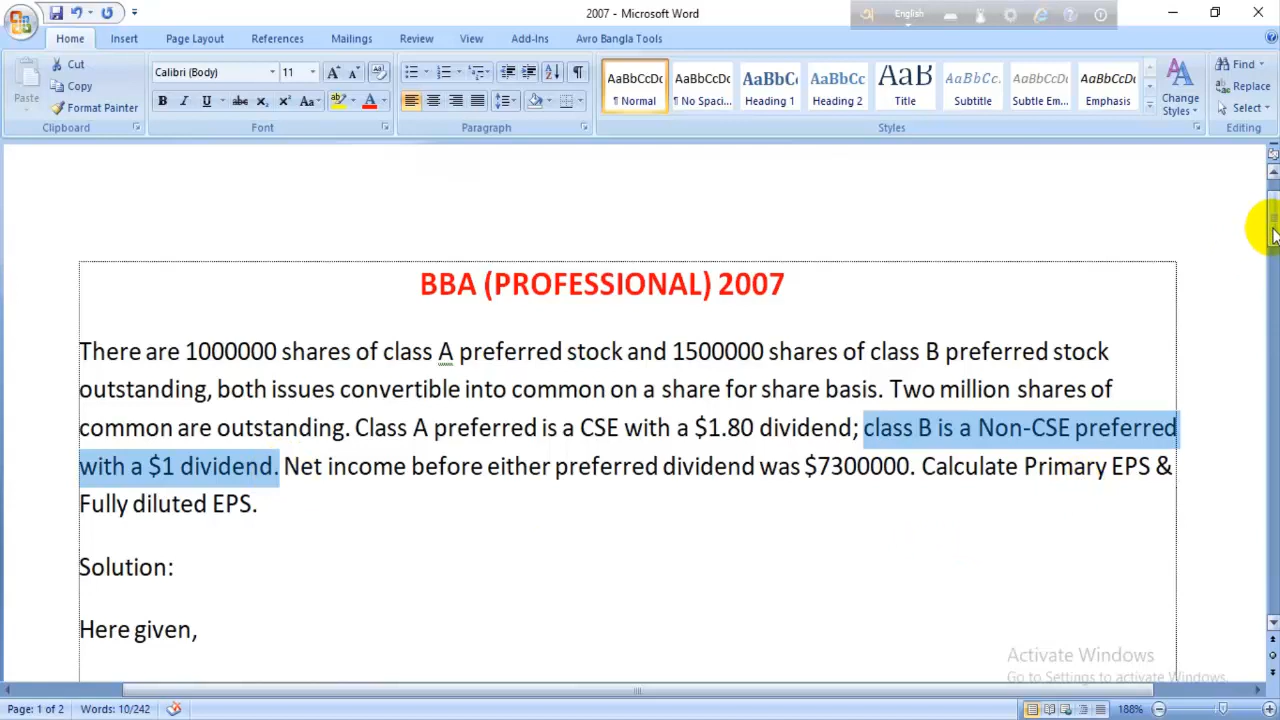 2007 - Microsoft Word
English
Home Insert Page Layout References Mailings Review View Add-Ins Avro Bangla Tools
Paste Cut Copy Format Painter
Calibri (Body) 11
AaBbCcDc AaBbCcDc AaBbCc AaBbCc AaB AaBbCc. AaBbCcDc AaBbCcDc
¶ Normal ¶ No Spaci... Heading 1 Heading 2 Title Subtitle Subtle Em... Emphasis
Change Styles
Find Replace Select
Clipboard Font Paragraph Styles Editing
BBA (PROFESSIONAL) 2007
There are 1000000 shares of class A preferred stock and 1500000 shares of class B preferred stock
outstanding, both issues convertible into common on a share for share basis. Two million shares of
common are outstanding. Class A preferred is a CSE with a $1.80 dividend; class B is a Non-CSE preferred
with a $1 dividend. Net income before either preferred dividend was $7300000. Calculate Primary EPS &
Fully diluted EPS.
Solution:
Here given,
Activate Windows
Go to Settings to activate Windows.
Page: 1 of 2 Words: 10/242 188%